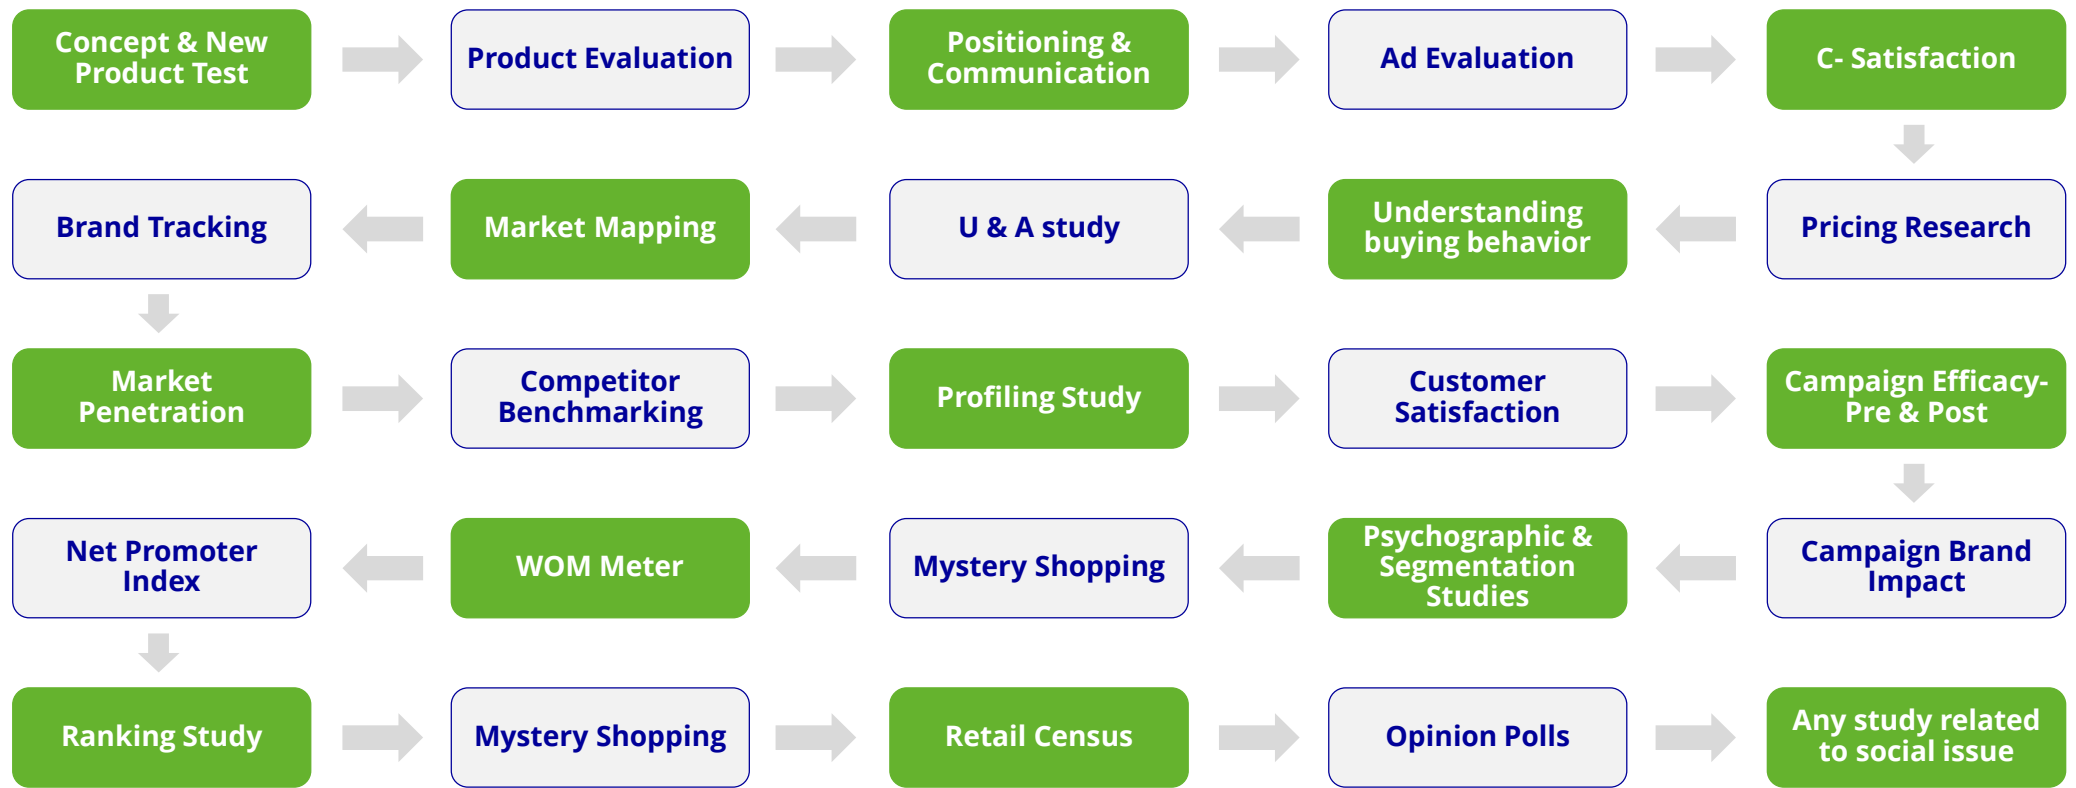 Concept & New
Product Test
Product Evaluation
Positioning &
Communication
Ad Evaluation
C- Satisfaction
Brand Tracking
Market Mapping
U & A study
Understanding
buying behavior
Pricing Research
Market
Penetration
Competitor
Benchmarking
Profiling Study
Customer
Satisfaction
Campaign Efficacy-
Pre & Post
Net Promoter
Index
WOM Meter
Mystery Shopping
Psychographic &
Segmentation
Studies
Campaign Brand
Impact
Ranking Study
Mystery Shopping
Retail Census
Opinion Polls
Any study related
to social issue